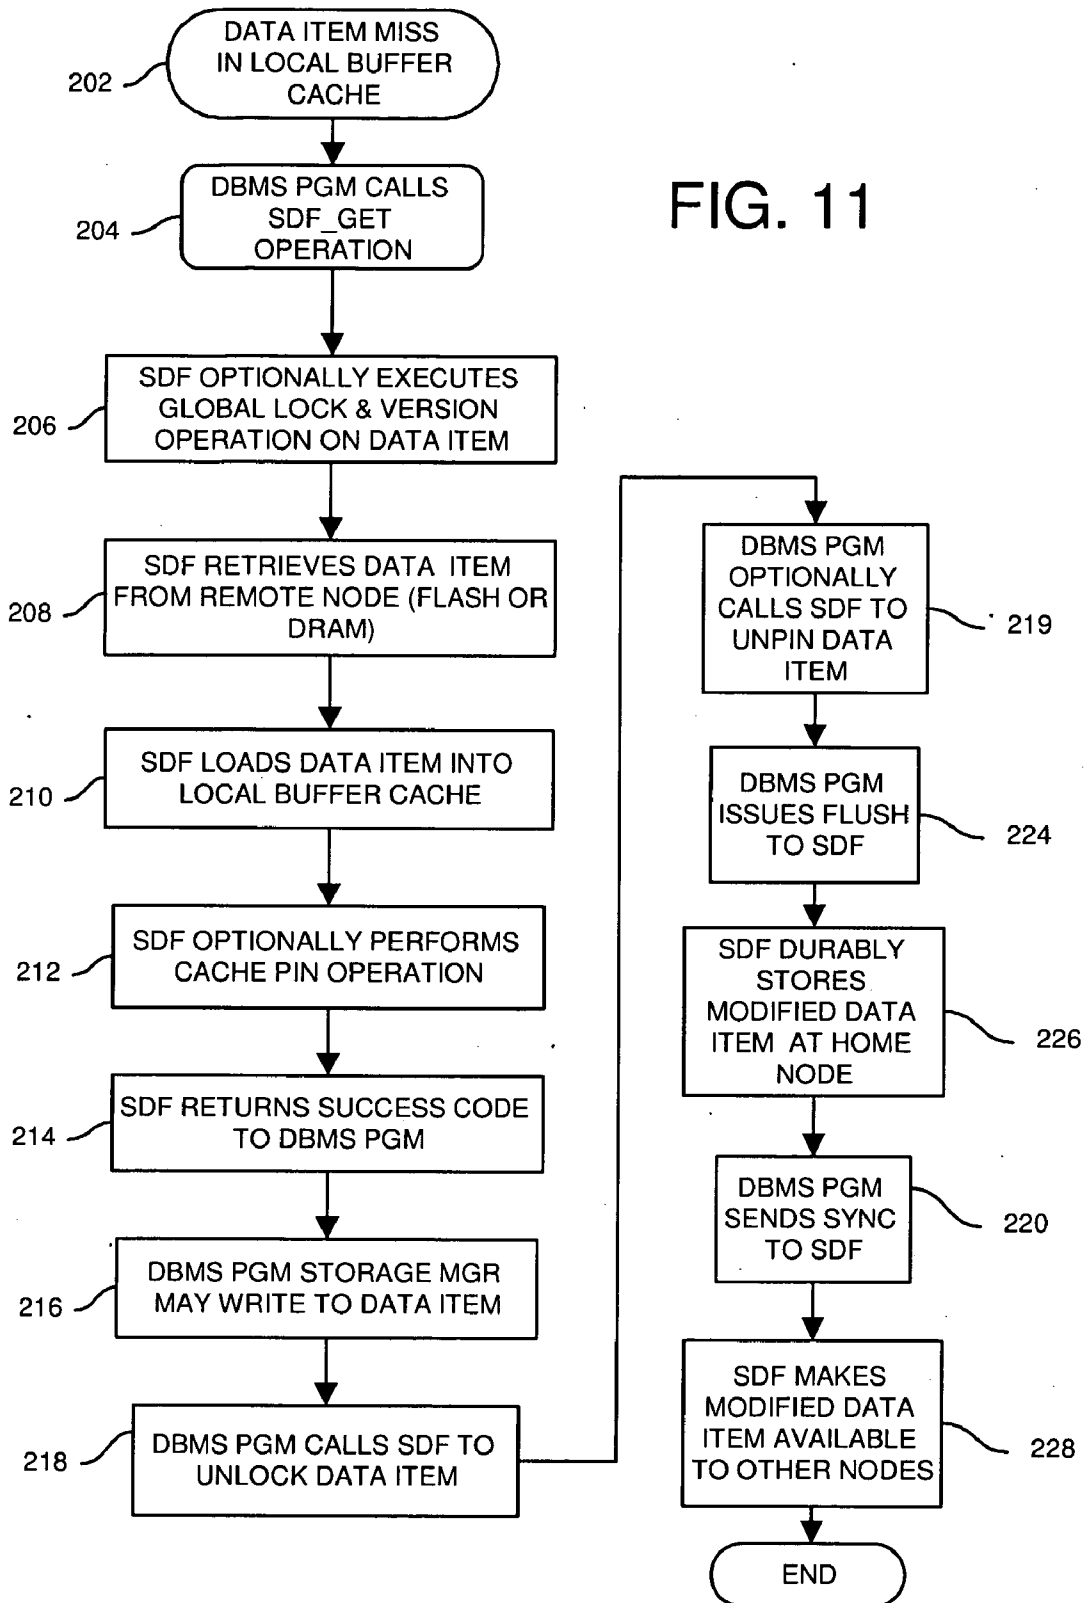 DATA ITEM MISS
IN LOCAL BUFFER
CACHE
202
DBMS PGM CALLS
SDF_GET
OPERATION
204
FIG. 11
SDF OPTIONALLY EXECUTES
GLOBAL LOCK & VERSION
OPERATION ON DATA ITEM
206
SDF RETRIEVES DATA ITEM
FROM REMOTE NODE (FLASH OR
DRAM)
208
SDF LOADS DATA ITEM INTO
LOCAL BUFFER CACHE
210
SDF OPTIONALLY PERFORMS
CACHE PIN OPERATION
212
SDF RETURNS SUCCESS CODE
TO DBMS PGM
214
DBMS PGM STORAGE MGR
MAY WRITE TO DATA ITEM
216
DBMS PGM CALLS SDF TO
UNLOCK DATA ITEM
218
DBMS PGM
OPTIONALLY
CALLS SDF TO
UNPIN DATA
ITEM
219
DBMS PGM
ISSUES FLUSH
TO SDF
224
SDF DURABLY
STORES
MODIFIED DATA
ITEM AT HOME
NODE
226
DBMS PGM
SENDS SYNC
TO SDF
220
SDF MAKES
MODIFIED DATA
ITEM AVAILABLE
TO OTHER NODES
228
END